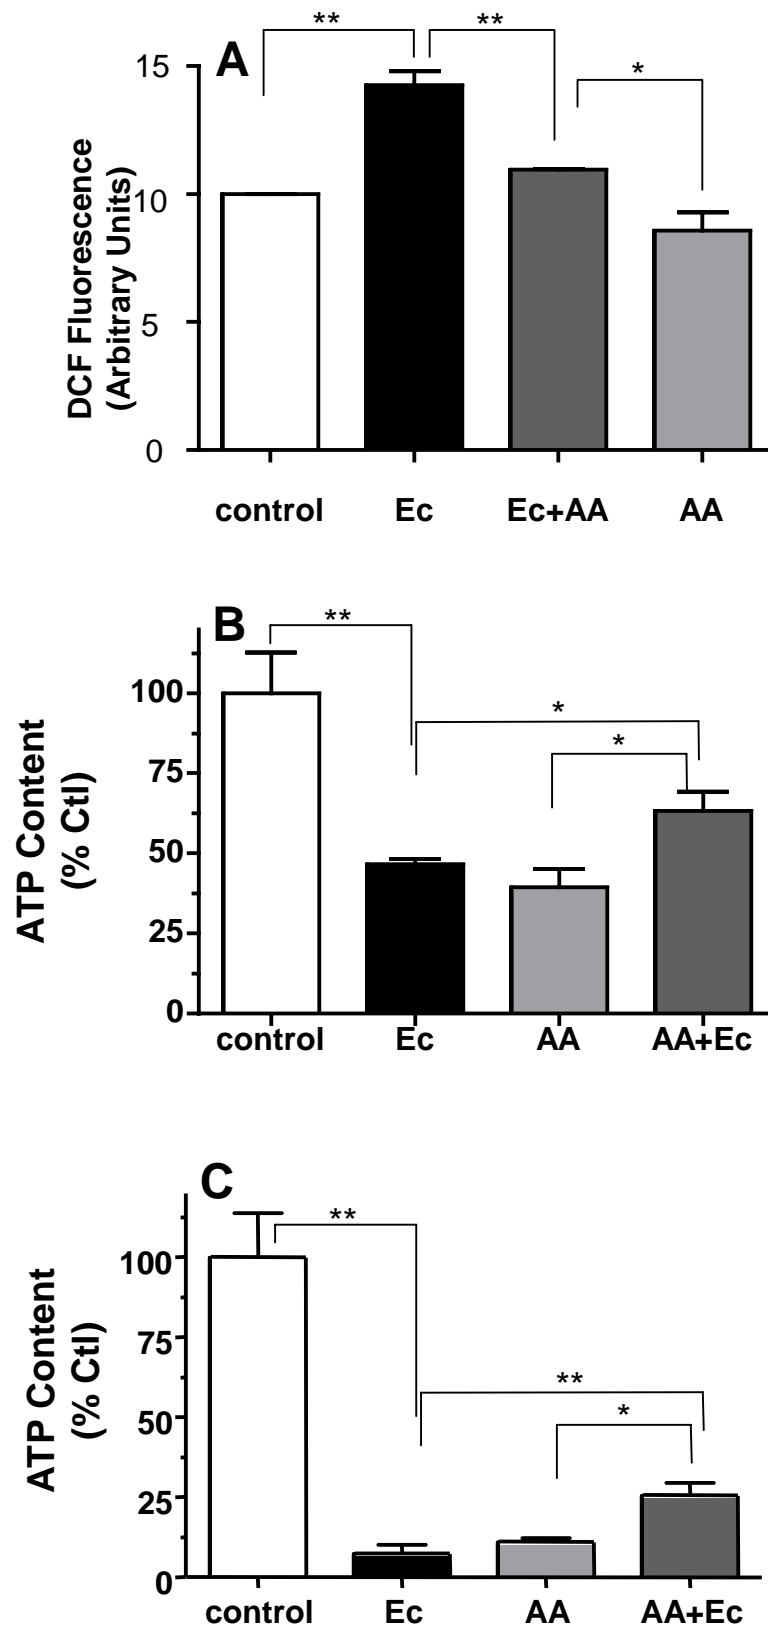 **
**
A
*
15
10
5
0
DCF Fluorescence
(Arbitrary Units)
control Ec Ec+AA AA
B
**
*
*
100
75
50
25
0
ATP Content
(% Ctl)
control Ec AA AA+Ec
C
**
**
*
100
75
50
25
0
ATP Content
(% Ctl)
control Ec AA AA+Ec